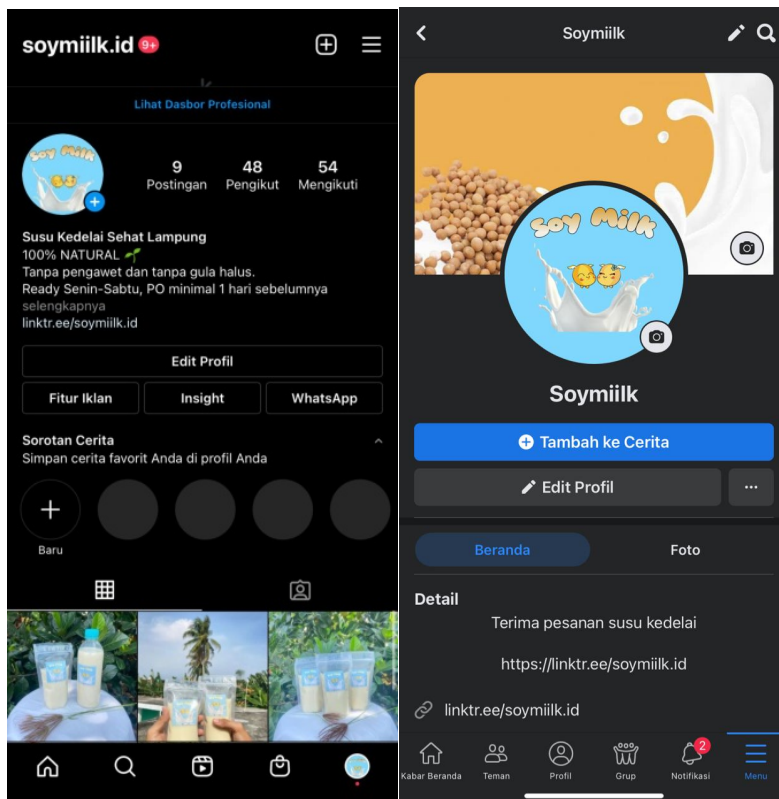 soymiilk.id 9+
Lihat Dasbor Profesional
SOY MILK
9 48 54
Postingan Pengikut Mengikuti
Susu Kedelai Sehat Lampung
100% NATURAL
Tanpa pengawet dan tanpa gula halus.
Ready Senin-Sabtu, PO minimal 1 hari sebelumnya
selengkapnya
linktr.ee/soymiilk.id
Edit Profil
Fitur Iklan Insight WhatsApp
Sorotan Cerita
Simpan cerita favorit Anda di profil Anda
Baru
Soymiilk
Soy Milk
Soymiilk
Tambah ke Cerita
Edit Profil
Beranda Foto
Detail
Terima pesanan susu kedelai
https://linktr.ee/soymiilk.id
linktr.ee/soymiilk.id
2
Kabar Beranda Teman Profil Grup Notifikasi Menu